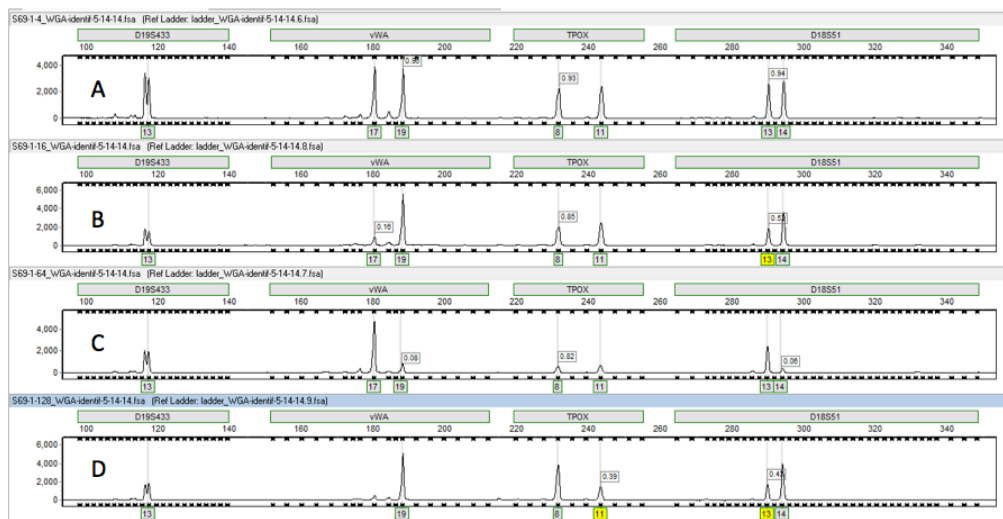 S69-1-4_WGA-identif-5-14-14.fsa (Ref Ladder: ladder_WGA-identif-5-14-14.6.fsa)
D19S433 vWA TPOX D18S51
100 120 140 160 180 200 220 240 260 280 300 320 340
4,000
2,000
0
A
0.93 0.94
13 17 19 8 11 13 14
S69-1-16_WGA-identif-5-14-14.fsa (Ref Ladder: ladder_WGA-identif-5-14-14.8.fsa)
D19S433 vWA TPOX D18S51
100 120 140 160 180 200 220 240 260 280 300 320 340
6,000
4,000
2,000
0
B
0.16 0.85
13 17 19 8 11 13 14
S69-1-64_WGA-identif-5-14-14.fsa (Ref Ladder: ladder_WGA-identif-5-14-14.7.fsa)
D19S433 vWA TPOX D18S51
100 120 140 160 180 200 220 240 260 280 300 320 340
4,000
2,000
0
C
0.08 0.82 0.06
13 17 19 8 11 13 14
S69-1-128_WGA-identif-5-14-14.fsa (Ref Ladder: ladder_WGA-identif-5-14-14.9.fsa)
D19S433 vWA TPOX D18S51
100 120 140 160 180 200 220 240 260 280 300 320 340
6,000
4,000
2,000
0
D
0.39
13 19 8 11 13 14